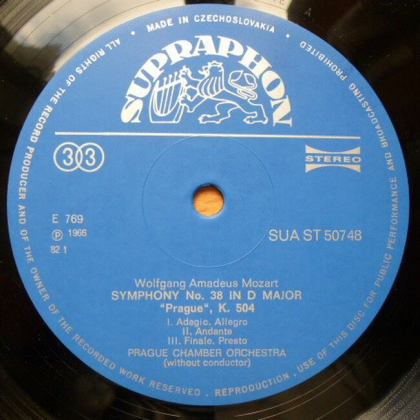 ALL RIGHTS OF THE RECORD PRODUCER AND OF THE OWNER OF THE RECORDED WORK RESERVED . REPRODUCTION . USE OF THIS DISC FOR PUBLIC PERFORMANCE AND BROADCASTING PROHIBITED
• MADE IN CZECHOSLOVAKIA •
SUPRAPHON
33
STEREO
E 769
℗ 1966
82 1
SUA ST 50748
Wolfgang Amadeus Mozart
SYMPHONY No. 38 IN D MAJOR
"Prague", K. 504
I. Adagio. Allegro
II. Andante
III. Finale. Presto
PRAGUE CHAMBER ORCHESTRA
(without conductor)